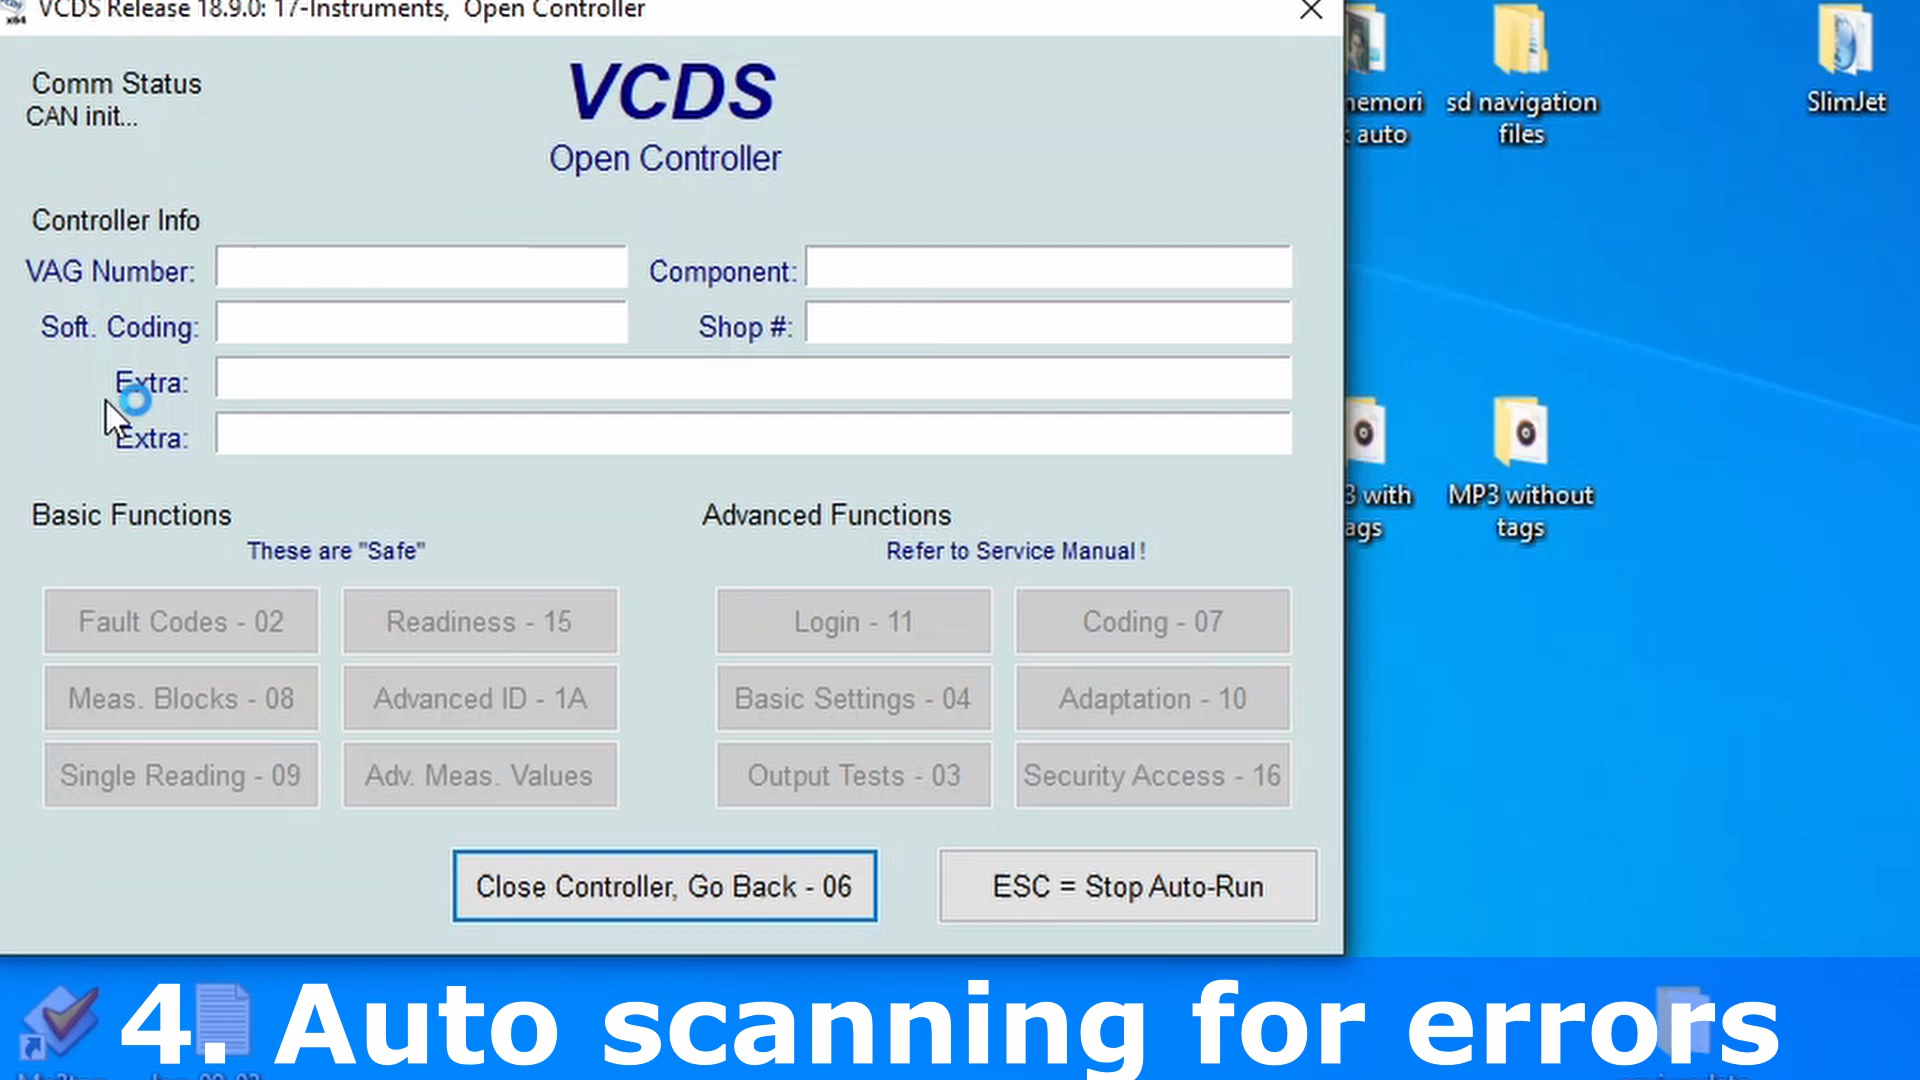 VCDS Release 18.9.0: 17-Instruments, Open Controller
Comm Status
CAN init...
VCDS
Open Controller
Controller Info
VAG Number:
Component:
Soft. Coding:
Shop #:
Extra:
Extra:
Basic Functions
These are "Safe"
Advanced Functions
Refer to Service Manual!
Fault Codes - 02
Readiness - 15
Login - 11
Coding - 07
Meas. Blocks - 08
Advanced ID - 1A
Basic Settings - 04
Adaptation - 10
Single Reading - 09
Adv. Meas. Values
Output Tests - 03
Security Access - 16
Close Controller, Go Back - 06
ESC = Stop Auto-Run
auto
sd navigation
files
SlimJet
3 with
MP3 without
tags
4. Auto scanning for errors